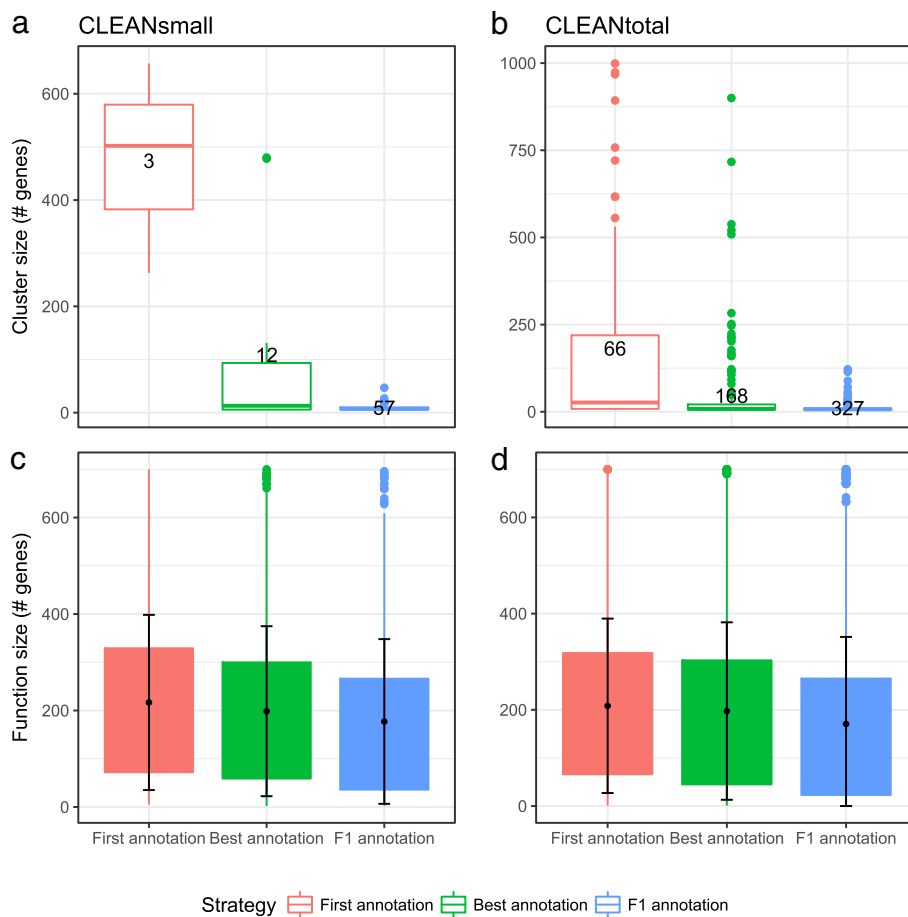 a CLEANsmall
b CLEANtotal
Cluster size (# genes)
600
400
200
0
3
12
57
1000
750
500
250
0
66
168
327
c
d
Function size (# genes)
600
400
200
0
600
400
200
0
First annotation Best annotation F1 annotation
First annotation Best annotation F1 annotation
Strategy First annotation Best annotation F1 annotation